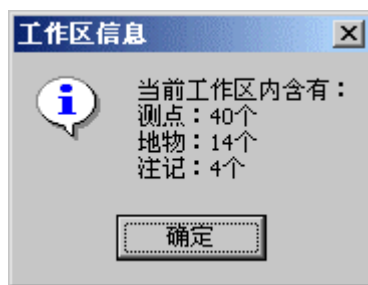 工作区信息
当前工作区内含有：
测点：40个
地物：14个
注记：4个
确定